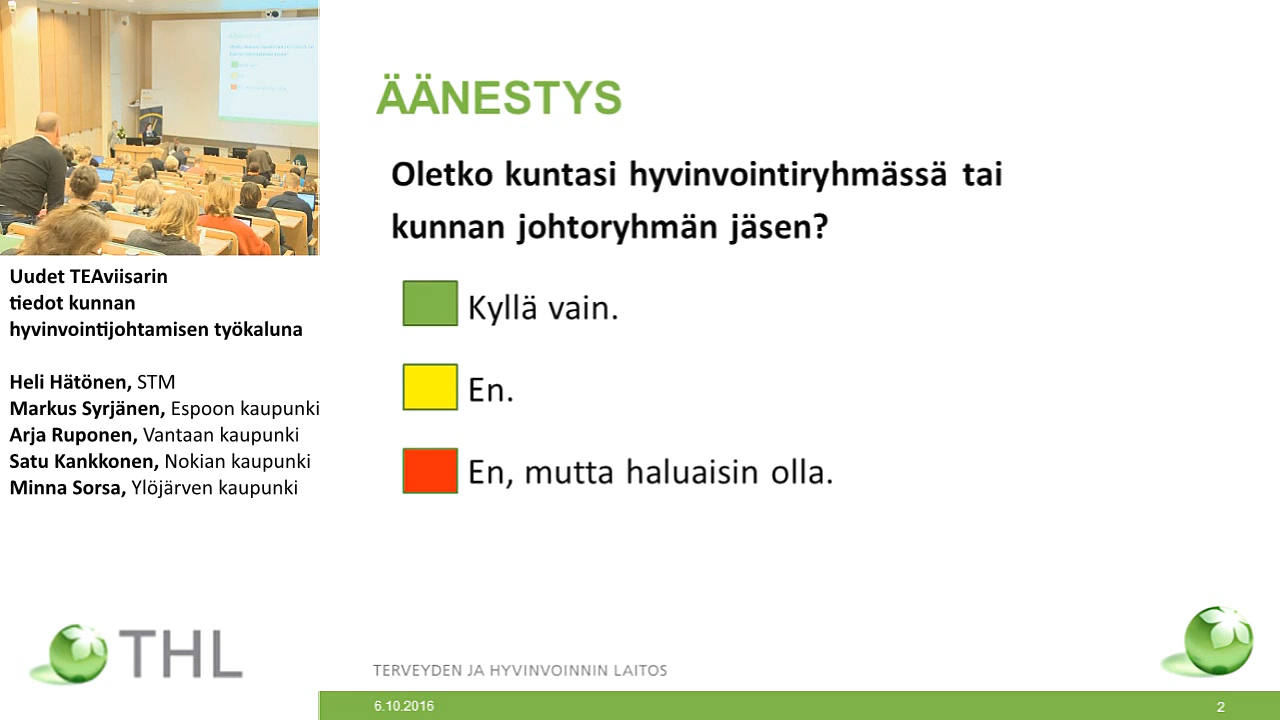 Uudet TEAviisarin
tiedot kunnan
hyvinvointijohtamisen työkaluna
Heli Hätönen, STM
Markus Syrjänen, Espoon kaupunki
Arja Ruponen, Vantaan kaupunki
Satu Kankkonen, Nokian kaupunki
Minna Sorsa, Ylöjärven kaupunki
THL
ÄÄNESTYS
Oletko kuntasi hyvinvointiryhmässä tai
kunnan johtoryhmän jäsen?
Kyllä vain.
En.
En, mutta haluaisin olla.
TERVEYDEN JA HYVINVOINNIN LAITOS
6.10.2016
2